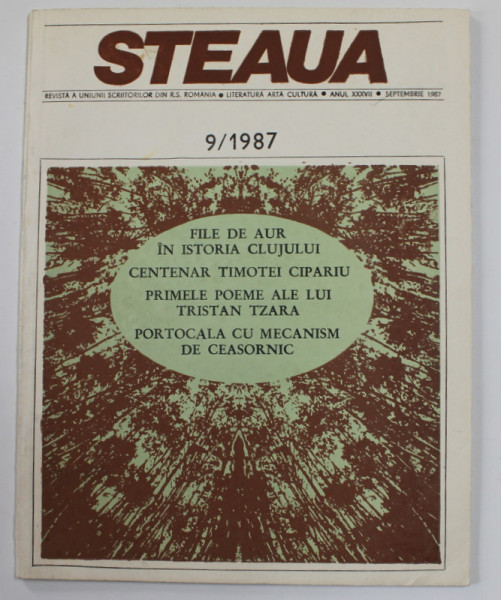 STEAUA
REVISTĂ A UNIUNII SCRIITORILOR DIN R.S. ROMÂNIA • LITERATURĂ ARTĂ CULTURĂ • ANUL XXXVII • SEPTEMBRIE 1987
9/1987
FILE DE AUR
ÎN ISTORIA CLUJULUI
CENTENAR TIMOTEI CIPARIU
PRIMELE POEME ALE LUI
TRISTAN TZARA
PORTOCALA CU MECANISM
DE CEASORNIC